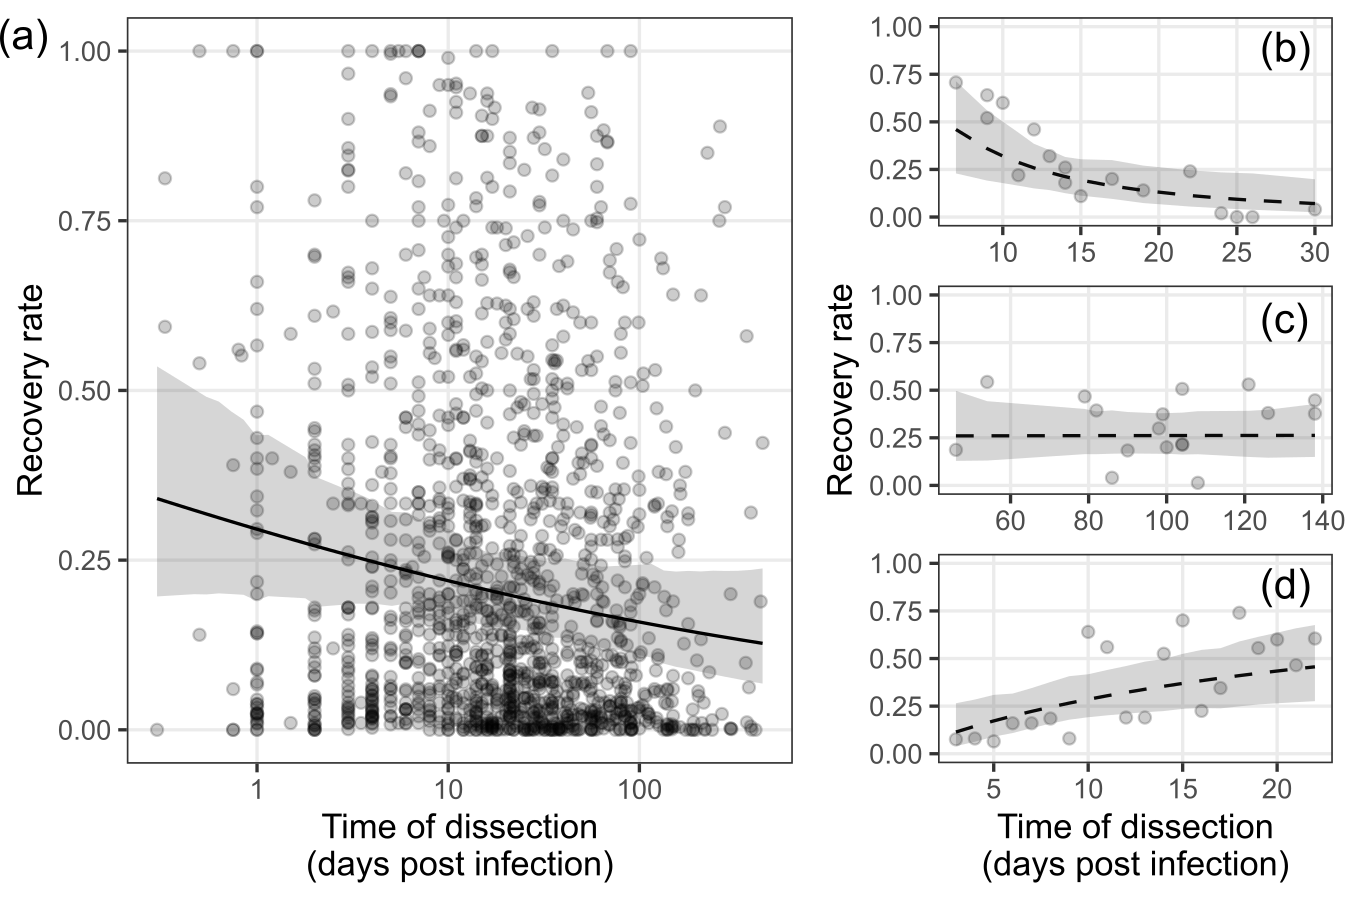 (a)
1.00
0.75
0.50
0.25
0.00
Recovery rate
1 10 100
Time of dissection
(days post infection)
(b)
1.00
0.75
0.50
0.25
0.00
10 15 20 25 30
(c)
1.00
0.75
0.50
0.25
0.00
Recovery rate
60 80 100 120 140
(d)
1.00
0.75
0.50
0.25
0.00
5 10 15 20
Time of dissection
(days post infection)